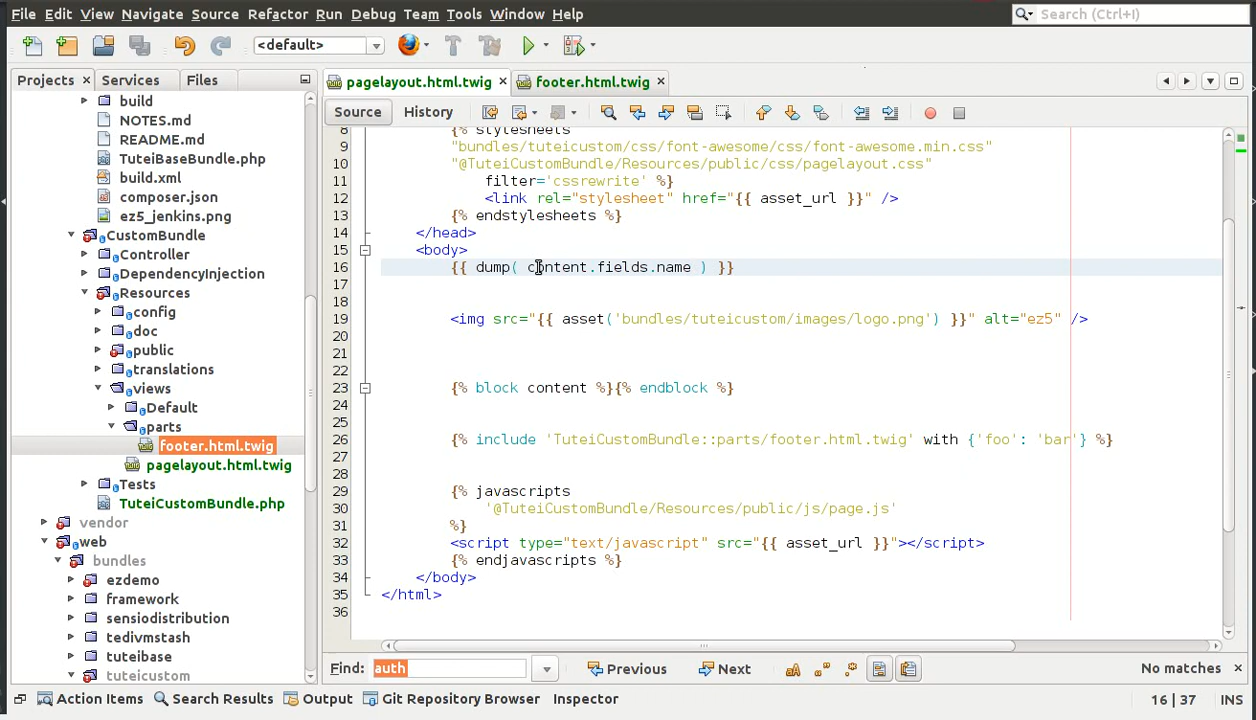 File Edit View Navigate Source Refactor Run Debug Team Tools Window Help
Search (Ctrl+I)
<default>
Projects Services Files
build
NOTES.md
README.md
TuteiBaseBundle.php
build.xml
composer.json
ez5_jenkins.php
CustomBundle
Controller
DependencyInjection
Resources
config
doc
public
translations
views
Default
parts
footer.html.twig
pagelayout.html.twig
Tests
TuteiCustomBundle.php
vendor
web
bundles
ezdemo
framework
sensiodistribution
tedivmstash
tuteibase
tuteicustom
pagelayout.html.twig footer.html.twig
Source History
8 {% stylesheets
9 "bundles/tuteicustom/css/font-awesome/css/font-awesome.min.css"
10 "@TuteiCustomBundle/Resources/public/css/pagelayout.css"
11 filter='cssrewrite' %}
12 <link rel="stylesheet" href="{{ asset_url }}" />
13 {% endstylesheets %}
14 </head>
15 <body>
16 {{ dump( content.fields.name ) }}
17
18
19 <img src="{{ asset('bundles/tuteicustom/images/logo.png') }}" alt="ez5" />
20
21
22
23 {% block content %}{% endblock %}
24
25
26 {% include 'TuteiCustomBundle::parts/footer.html.twig' with {'foo': 'bar'} %}
27
28
29 {% javascripts
30 '@TuteiCustomBundle/Resources/public/js/page.js'
31 %}
32 <script type="text/javascript" src="{{ asset_url }}"></script>
33 {% endjavascripts %}
34 </body>
35 </html>
36
Find: auth Previous Next No matches
Action Items Search Results Output Git Repository Browser Inspector 16 | 37 INS